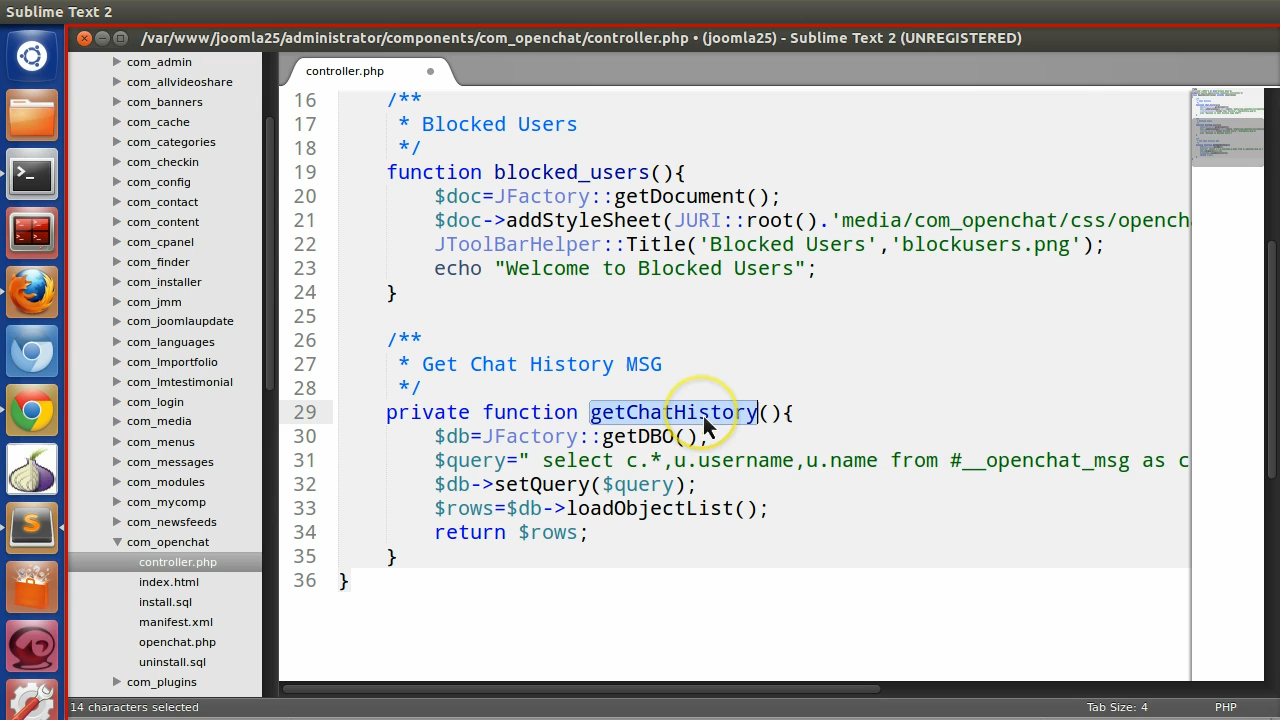 Sublime Text 2
/var/www/joomla25/administrator/components/com_openchat/controller.php • (joomla25) - Sublime Text 2 (UNREGISTERED)
com_admin
com_allvideoshare
com_banners
com_cache
com_categories
com_checkin
com_config
com_contact
com_content
com_cpanel
com_finder
com_installer
com_jmm
com_joomlaupdate
com_languages
com_lmportfolio
com_lmtestimonial
com_login
com_media
com_menus
com_messages
com_modules
com_mycomp
com_newsfeeds
com_openchat
controller.php
index.html
install.sql
manifest.xml
openchat.php
uninstall.sql
com_plugins
controller.php
16 /**
17 * Blocked Users
18 */
19 function blocked_users(){
20 $doc=JFactory::getDocument();
21 $doc->addStyleSheet(JURI::root().'media/com_openchat/css/opench
22 JToolBarHelper::Title('Blocked Users','blockusers.png');
23 echo "Welcome to Blocked Users";
24 }
25
26 /**
27 * Get Chat History MSG
28 */
29 private function getChatHistory(){
30 $db=JFactory::getDBO();
31 $query=" select c.*,u.username,u.name from #__openchat_msg as c
32 $db->setQuery($query);
33 $rows=$db->loadObjectList();
34 return $rows;
35 }
36 }
14 characters selected
Tab Size: 4
PHP